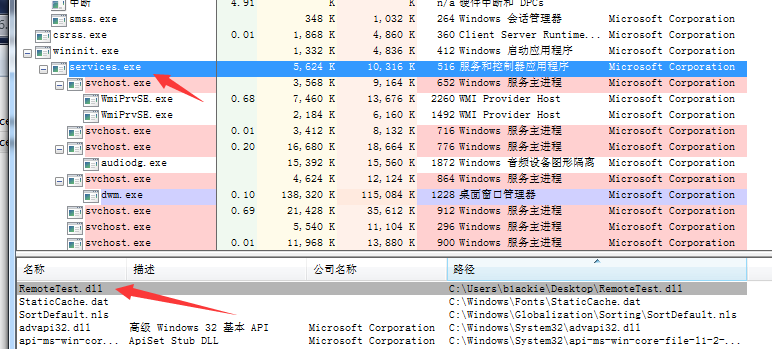 中断 4.91 n/a 硬件中断和 DPCs
smss.exe 348 K 1,032 K 264 Windows 会话管理器 Microsoft Corporation
csrss.exe 0.01 1,868 K 4,860 K 360 Client Server Runtime... Microsoft Corporation
wininit.exe 1,332 K 4,836 K 412 Windows 启动应用程序 Microsoft Corporation
services.exe 5,624 K 10,316 K 516 服务和控制器应用程序 Microsoft Corporation
svchost.exe 3,568 K 9,164 K 652 Windows 服务主进程 Microsoft Corporation
WmiPrvSE.exe 0.68 7,460 K 13,676 K 2260 WMI Provider Host Microsoft Corporation
WmiPrvSE.exe 2,184 K 6,160 K 1492 WMI Provider Host Microsoft Corporation
svchost.exe 0.01 3,412 K 8,132 K 716 Windows 服务主进程 Microsoft Corporation
svchost.exe 0.20 16,680 K 18,664 K 776 Windows 服务主进程 Microsoft Corporation
audiodg.exe 15,392 K 15,560 K 1872 Windows 音频设备图形隔离 Microsoft Corporation
svchost.exe 4,624 K 12,124 K 864 Windows 服务主进程 Microsoft Corporation
dwm.exe 0.10 138,320 K 115,084 K 1228 桌面窗口管理器 Microsoft Corporation
svchost.exe 0.69 21,428 K 35,612 K 912 Windows 服务主进程 Microsoft Corporation
svchost.exe 5,540 K 11,104 K 296 Windows 服务主进程 Microsoft Corporation
svchost.exe 0.01 11,968 K 13,880 K 900 Windows 服务主进程 Microsoft Corporation
名称 描述 公司名称 路径
RemoteTest.dll C:\Users\b1ackie\Desktop\RemoteTest.dll
StaticCache.dat C:\Windows\Fonts\StaticCache.dat
SortDefault.nls C:\Windows\Globalization\Sorting\SortDefault.nls
advapi32.dll 高级 Windows 32 基本 API Microsoft Corporation C:\Windows\System32\advapi32.dll
api-ms-win-cor... ApiSet Stub DLL Microsoft Corporation C:\Windows\System32\api-ms-win-core-file-l1-2-...